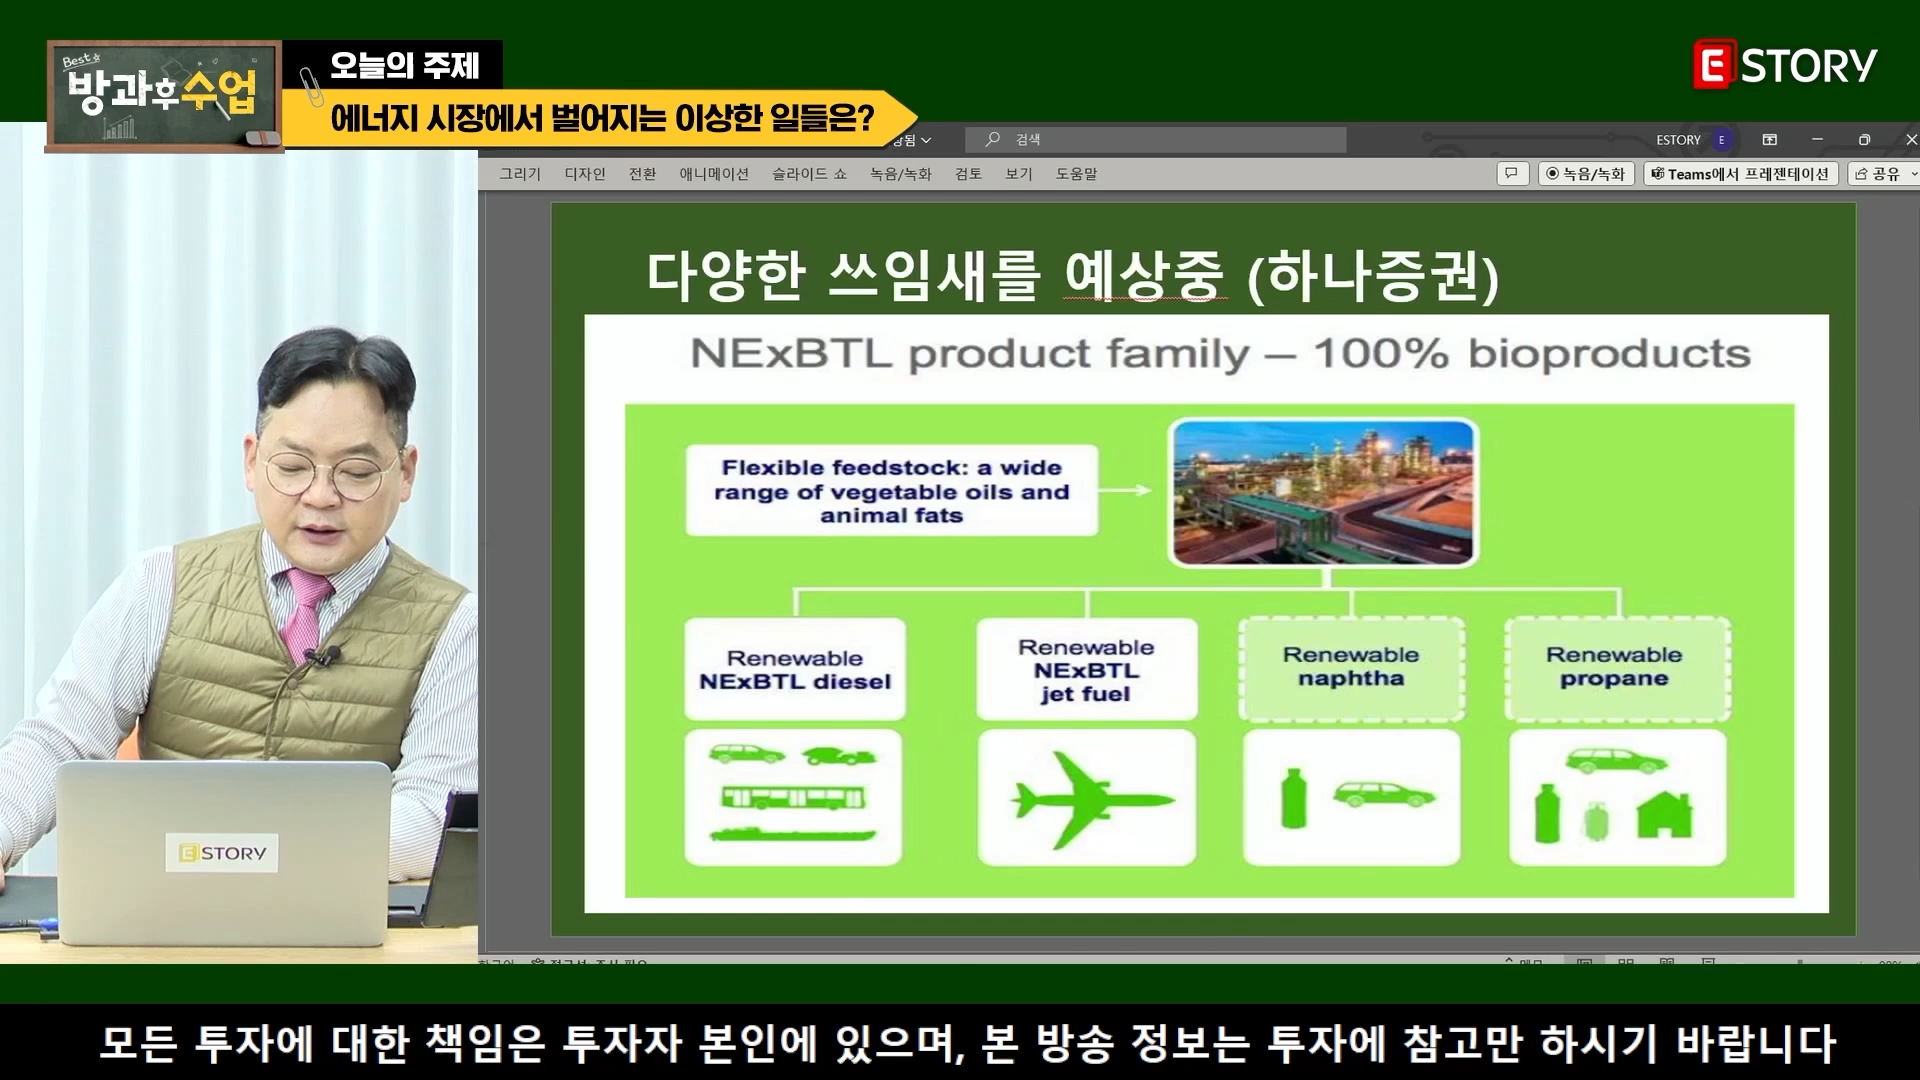 Best
방과후수업
오늘의 주제
에너지 시장에서 벌어지는 이상한 일들은?
E STORY
검색
ESTORY
E
그리기 디자인 전환 애니메이션 슬라이드 쇼 녹음/녹화 검토 보기 도움말
녹음/녹화
Teams에서 프레젠테이션
공유
다양한 쓰임새를 예상중 (하나증권)
NExBTL product family – 100% bioproducts
Flexible feedstock: a wide
range of vegetable oils and
animal fats
Renewable
NExBTL diesel
Renewable
NExBTL
jet fuel
Renewable
naphtha
Renewable
propane
E STORY
모든 투자에 대한 책임은 투자자 본인에 있으며, 본 방송 정보는 투자에 참고만 하시기 바랍니다